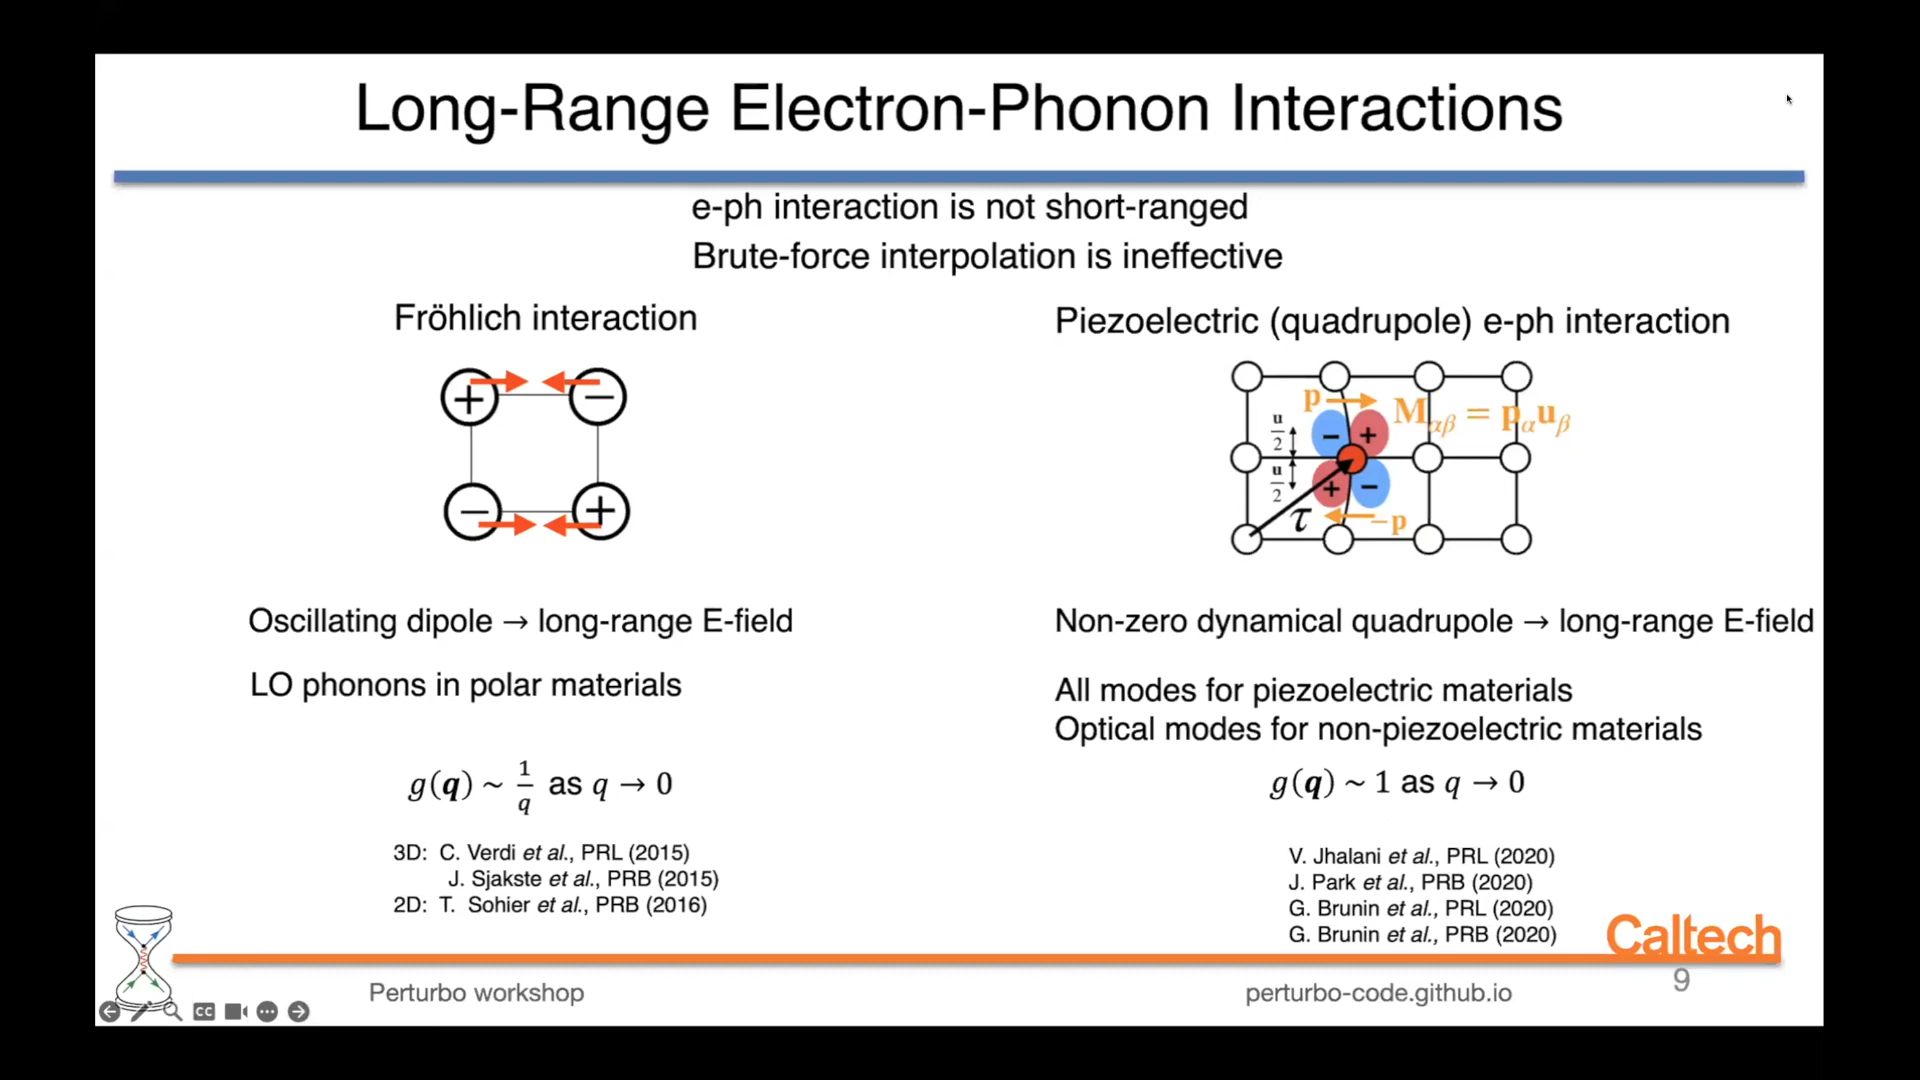 Long-Range Electron-Phonon Interactions
e-ph interaction is not short-ranged
Brute-force interpolation is ineffective
Fröhlich interaction
+ −
− +
Oscillating dipole → long-range E-field
LO phonons in polar materials
g(q) ~ 1/q as q → 0
3D: C. Verdi et al., PRL (2015)
J. Sjakste et al., PRB (2015)
2D: T. Sohier et al., PRB (2016)
Piezoelectric (quadrupole) e-ph interaction
p
Mαβ = pαuβ
u/2
− +
u/2
+ −
τ
−p
Non-zero dynamical quadrupole → long-range E-field
All modes for piezoelectric materials
Optical modes for non-piezoelectric materials
g(q) ~ 1 as q → 0
V. Jhalani et al., PRL (2020)
J. Park et al., PRB (2020)
G. Brunin et al., PRL (2020)
G. Brunin et al., PRB (2020)
Caltech
Perturbo workshop
perturbo-code.github.io
9
CC